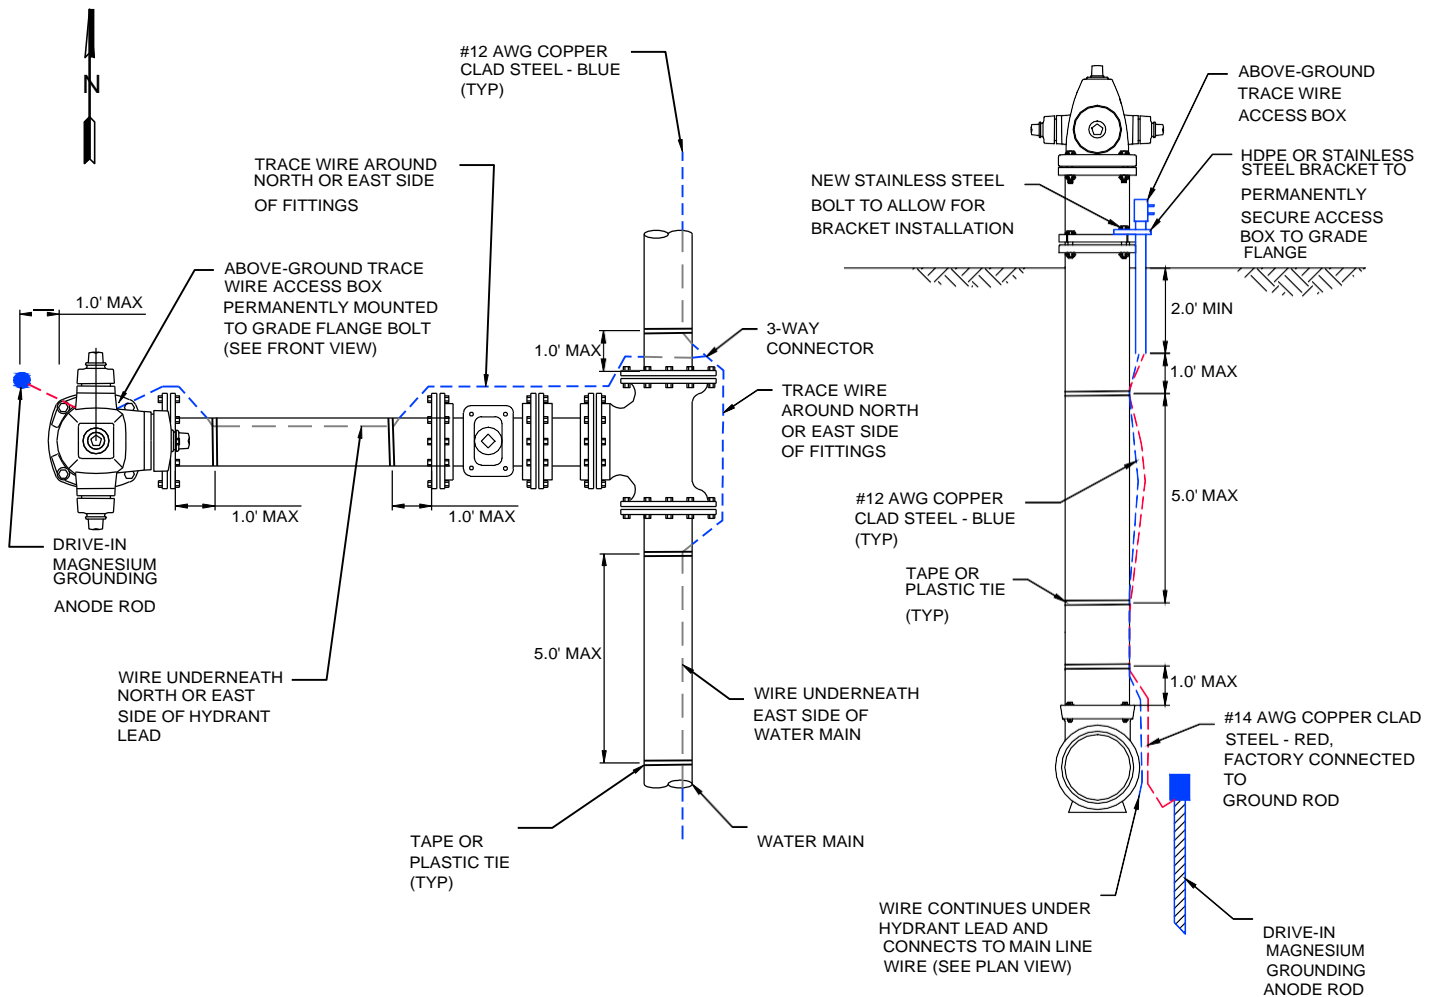 N
#12 AWG COPPER
CLAD STEEL - BLUE
(TYP)
TRACE WIRE AROUND
NORTH OR EAST SIDE
OF FITTINGS
ABOVE-GROUND TRACE
WIRE ACCESS BOX
PERMANENTLY MOUNTED
TO GRADE FLANGE BOLT
(SEE FRONT VIEW)
1.0' MAX
1.0' MAX
3-WAY
CONNECTOR
TRACE WIRE
AROUND NORTH
OR EAST SIDE
OF FITTINGS
1.0' MAX
1.0' MAX
DRIVE-IN
MAGNESIUM
GROUNDING
ANODE ROD
WIRE UNDERNEATH
NORTH OR EAST
SIDE OF HYDRANT
LEAD
5.0' MAX
WIRE UNDERNEATH
EAST SIDE OF
WATER MAIN
TAPE OR
PLASTIC TIE
(TYP)
WATER MAIN
ABOVE-GROUND
TRACE WIRE
ACCESS BOX
HDPE OR STAINLESS
STEEL BRACKET TO
PERMANENTLY
SECURE ACCESS
BOX TO GRADE
FLANGE
NEW STAINLESS STEEL
BOLT TO ALLOW FOR
BRACKET INSTALLATION
2.0' MIN
1.0' MAX
5.0' MAX
#12 AWG COPPER
CLAD STEEL - BLUE
(TYP)
TAPE OR
PLASTIC TIE
(TYP)
1.0' MAX
#14 AWG COPPER CLAD
STEEL - RED,
FACTORY CONNECTED
TO
GROUND ROD
WIRE CONTINUES UNDER
HYDRANT LEAD AND
CONNECTS TO MAIN LINE
WIRE (SEE PLAN VIEW)
DRIVE-IN
MAGNESIUM
GROUNDING
ANODE ROD